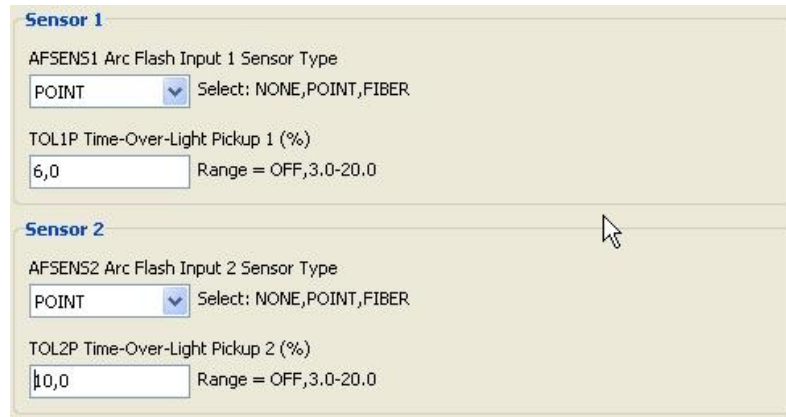 Sensor 1
AFSENS1 Arc Flash Input 1 Sensor Type
POINT Select: NONE,POINT,FIBER
TOL1P Time-Over-Light Pickup 1 (%)
6,0 Range = OFF,3.0-20.0
Sensor 2
AFSENS2 Arc Flash Input 2 Sensor Type
POINT Select: NONE,POINT,FIBER
TOL2P Time-Over-Light Pickup 2 (%)
10,0 Range = OFF,3.0-20.0